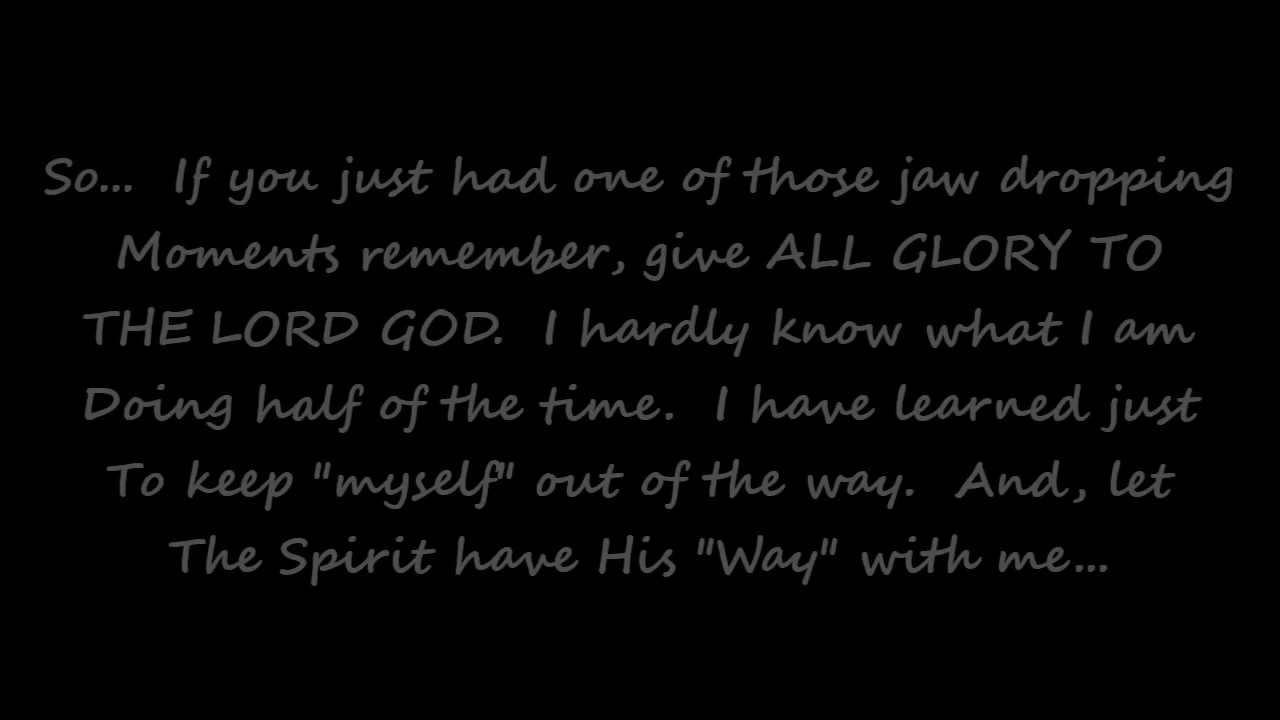 So...  If you just had one of those jaw dropping
Moments remember, give ALL GLORY TO
THE LORD GOD.  I hardly know what I am
Doing half of the time.  I have learned just
To keep "myself" out of the way.  And, let
The Spirit have His "Way" with me...